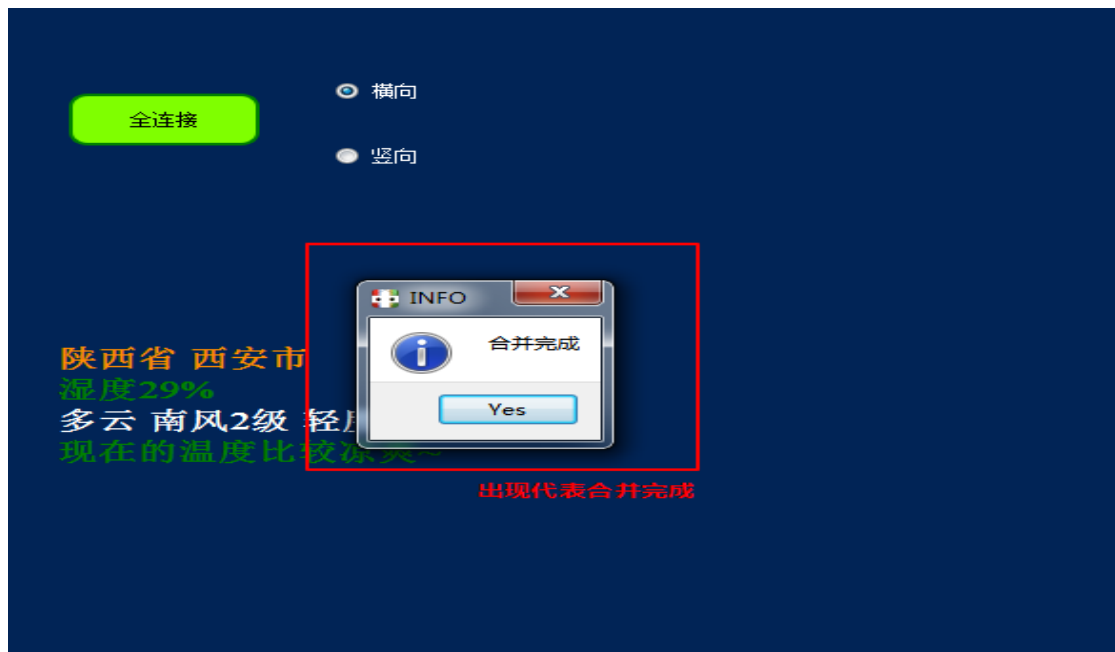 横向
全连接
竖向
INFO
合并完成
Yes
陕西省 西安市
湿度29%
多云 南风2级
现在的温度比较凉爽~
出现代表合并完成